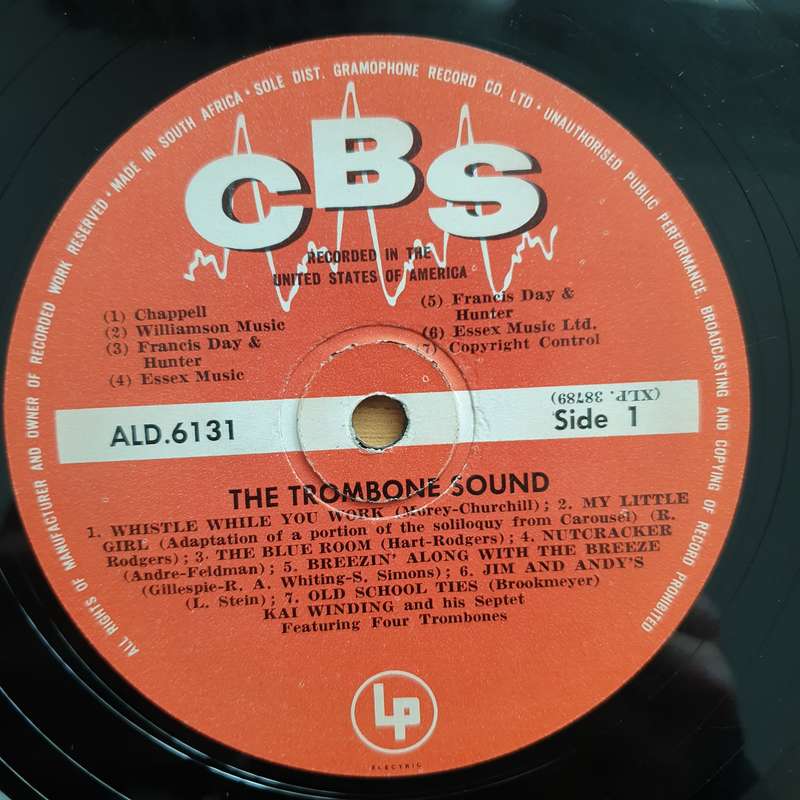 ALL RIGHTS OF MANUFACTURER AND OWNER OF RECORDED WORK RESERVED • MADE IN SOUTH AFRICA • SOLE DIST. GRAMOPHONE RECORD CO. LTD • UNAUTHORISED PUBLIC PERFORMANCE, BROADCASTING AND COPYING OF RECORD PROHIBITED
CBS
RECORDED IN THE
UNITED STATES OF AMERICA
(1) Chappell
(2) Williamson Music
(3) Francis Day &
Hunter
(4) Essex Music
(5) Francis Day &
Hunter
(6) Essex Music Ltd.
7) Copyright Control
(XLP. 38789)
ALD.6131
Side 1
THE TROMBONE SOUND
1. WHISTLE WHILE YOU WORK (Morey-Churchill); 2. MY LITTLE
GIRL (Adaptation of a portion of the soliloquy from Carousel) (R.
Rodgers); 3. THE BLUE ROOM (Hart-Rodgers); 4. NUTCRACKER
(Andre-Feldman); 5. BREEZIN' ALONG WITH THE BREEZE
(Gillespie-R. A. Whiting-S. Simons); 6. JIM AND ANDY'S
(L. Stein); 7. OLD SCHOOL TIES (Brookmeyer)
KAI WINDING and his Septet
Featuring Four Trombones
LP
ELECTRIC